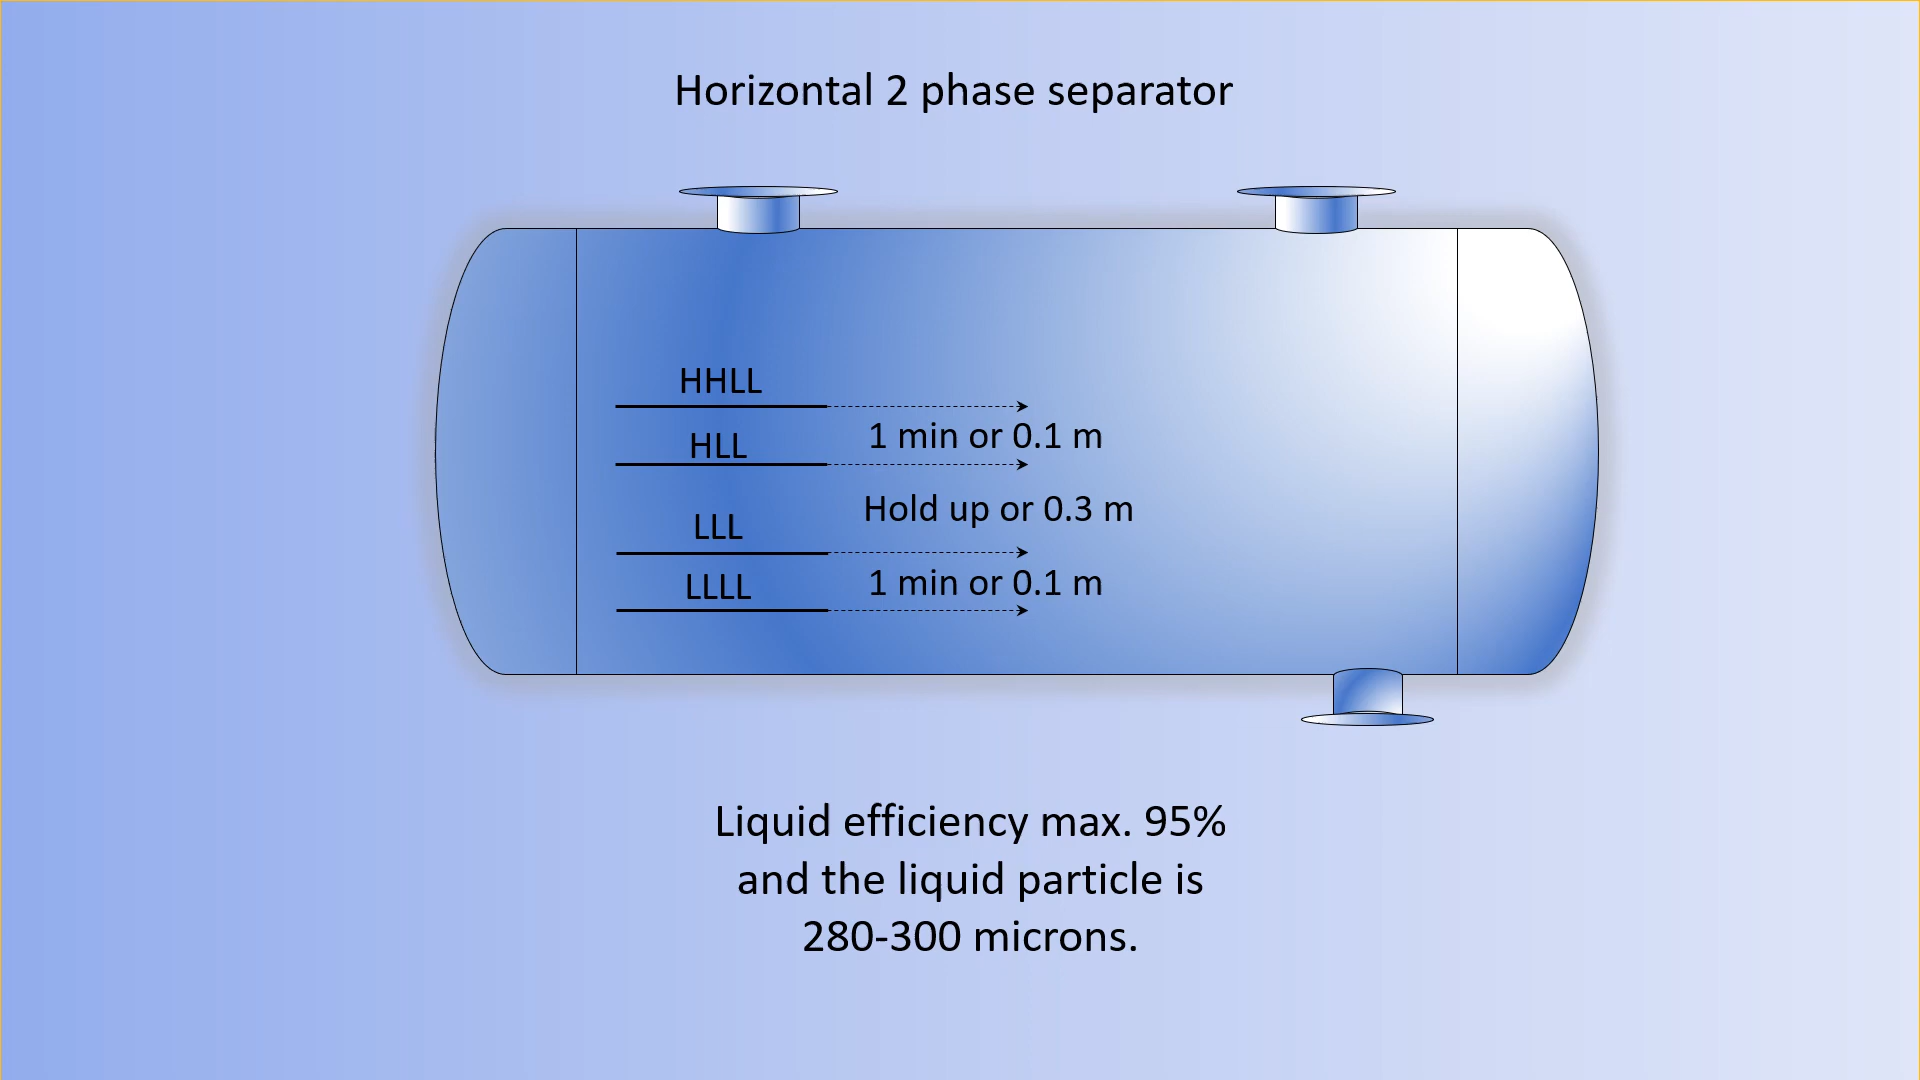 Horizontal 2 phase separator
HHLL
1 min or 0.1 m
HLL
Hold up or 0.3 m
LLL
1 min or 0.1 m
LLLL
Liquid efficiency max. 95%
and the liquid particle is
280-300 microns.